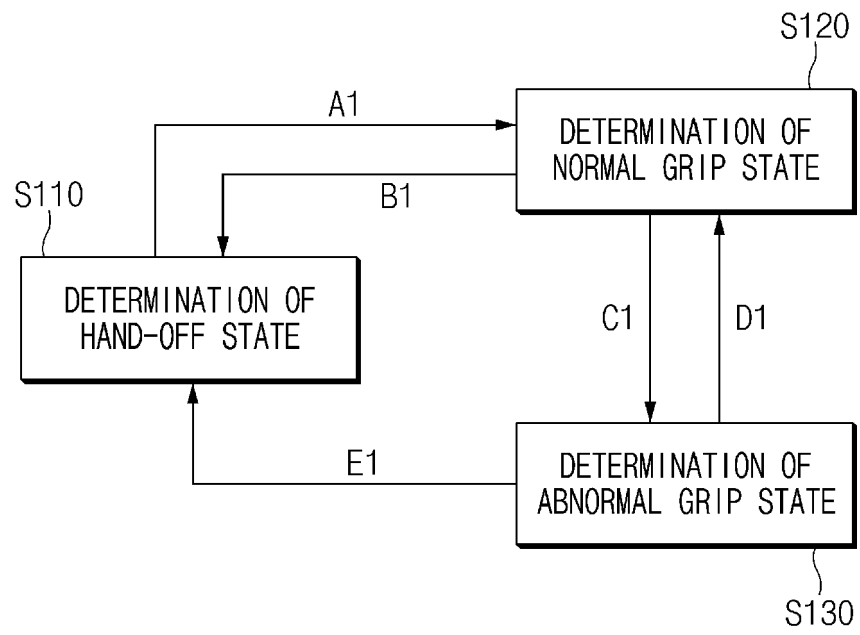 S120
A1
DETERMINATION OF
NORMAL GRIP STATE
B1
S110
DETERMINATION OF
HAND-OFF STATE
C1
D1
E1
DETERMINATION OF
ABNORMAL GRIP STATE
S130